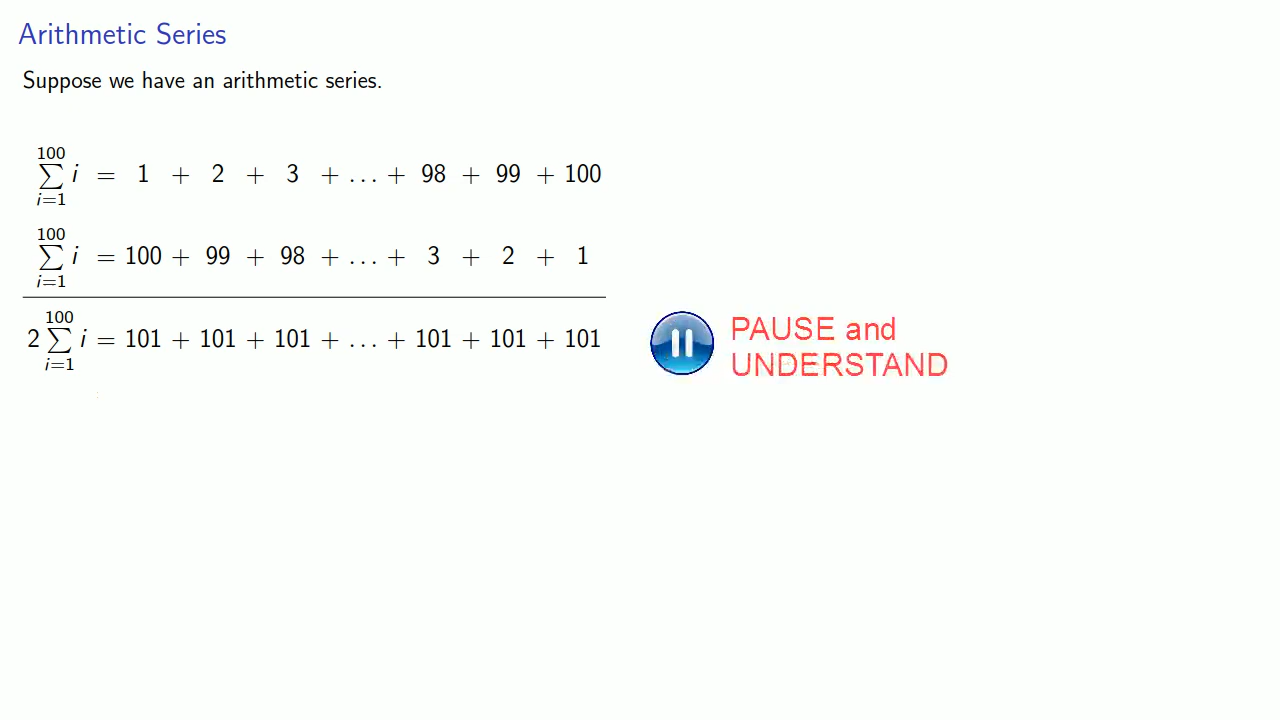 Arithmetic Series
Suppose we have an arithmetic series.
100
∑ i = 1 + 2 + 3 + ... + 98 + 99 + 100
i=1
100
∑ i = 100 + 99 + 98 + ... + 3 + 2 + 1
i=1
100
2 ∑ i = 101 + 101 + 101 + ... + 101 + 101 + 101
i=1
PAUSE and
UNDERSTAND